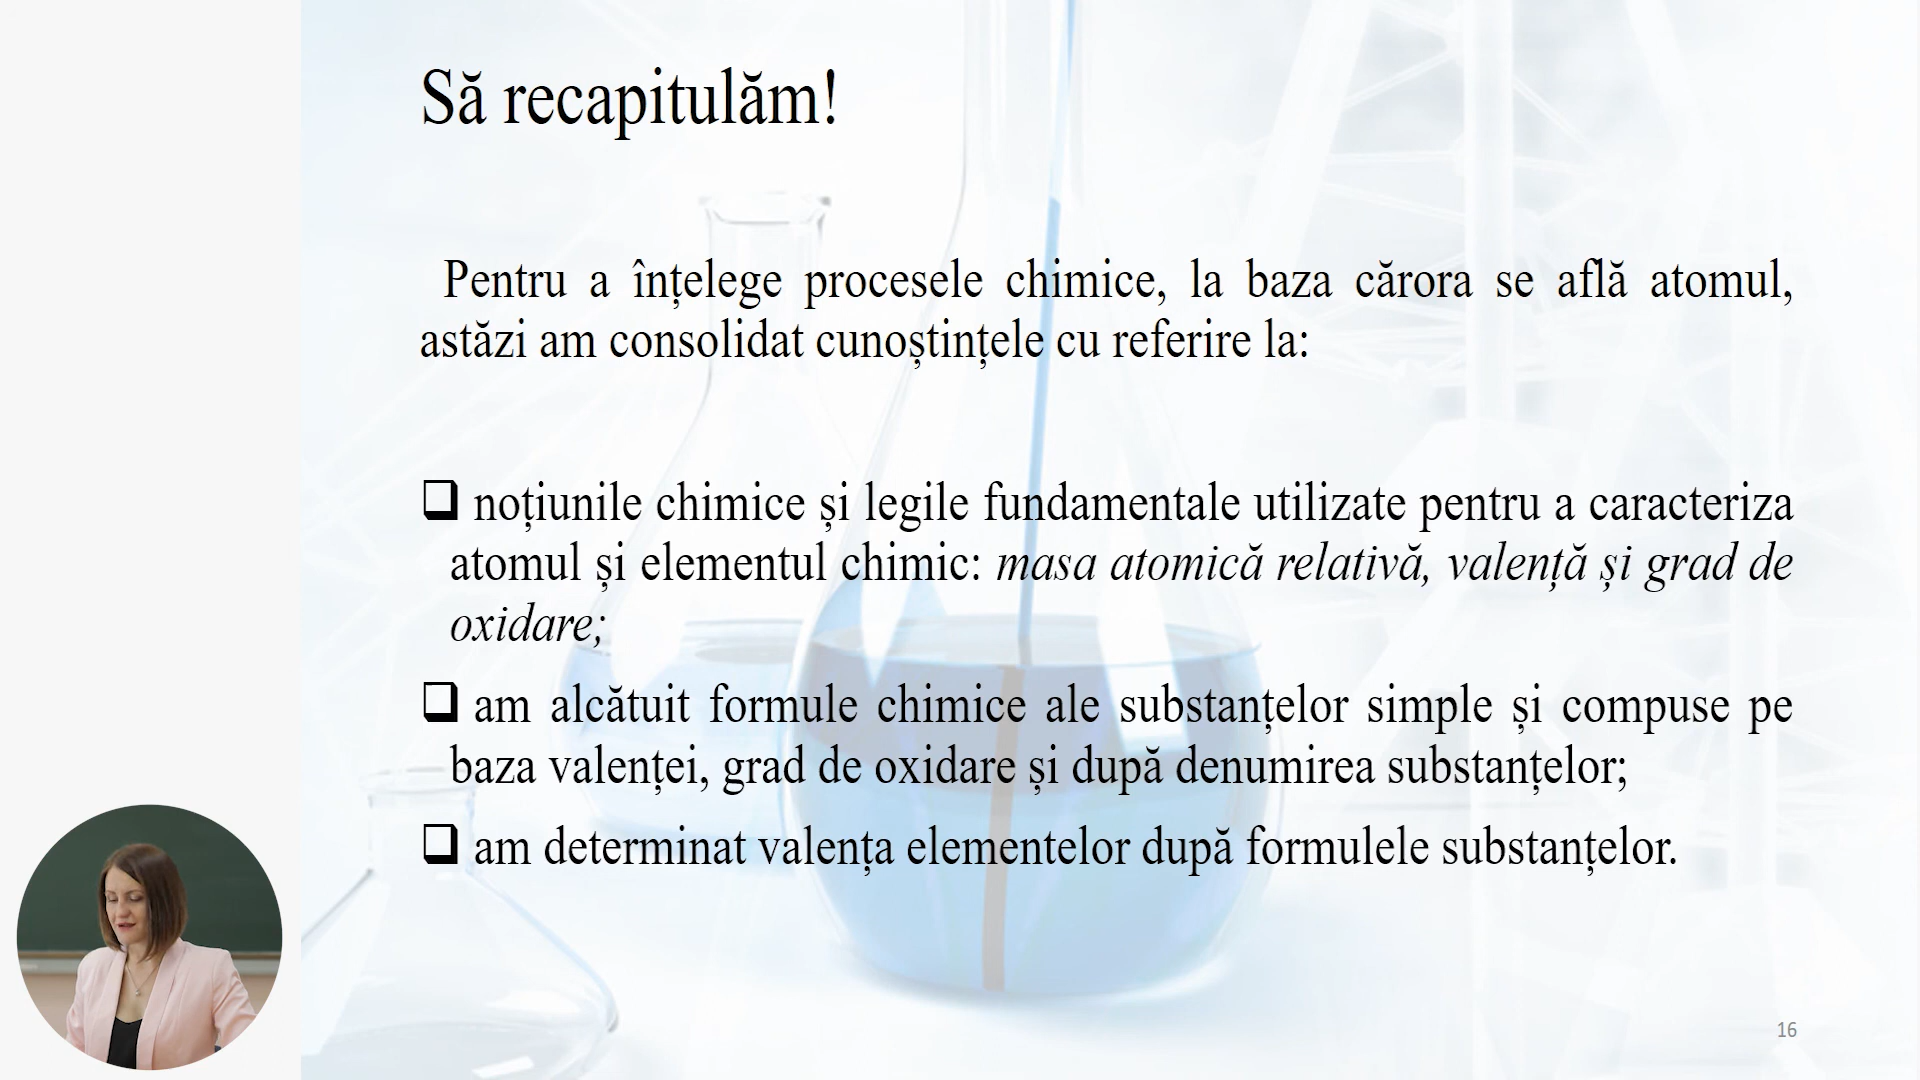 Să recapitulăm!
Pentru a înțelege procesele chimice, la baza cărora se află atomul,
astăzi am consolidat cunoștințele cu referire la:
❑ noțiunile chimice și legile fundamentale utilizate pentru a caracteriza
atomul și elementul chimic: masa atomică relativă, valență și grad de
oxidare;
❑ am alcătuit formule chimice ale substanțelor simple și compuse pe
baza valenței, grad de oxidare și după denumirea substanțelor;
❑ am determinat valența elementelor după formulele substanțelor.
16